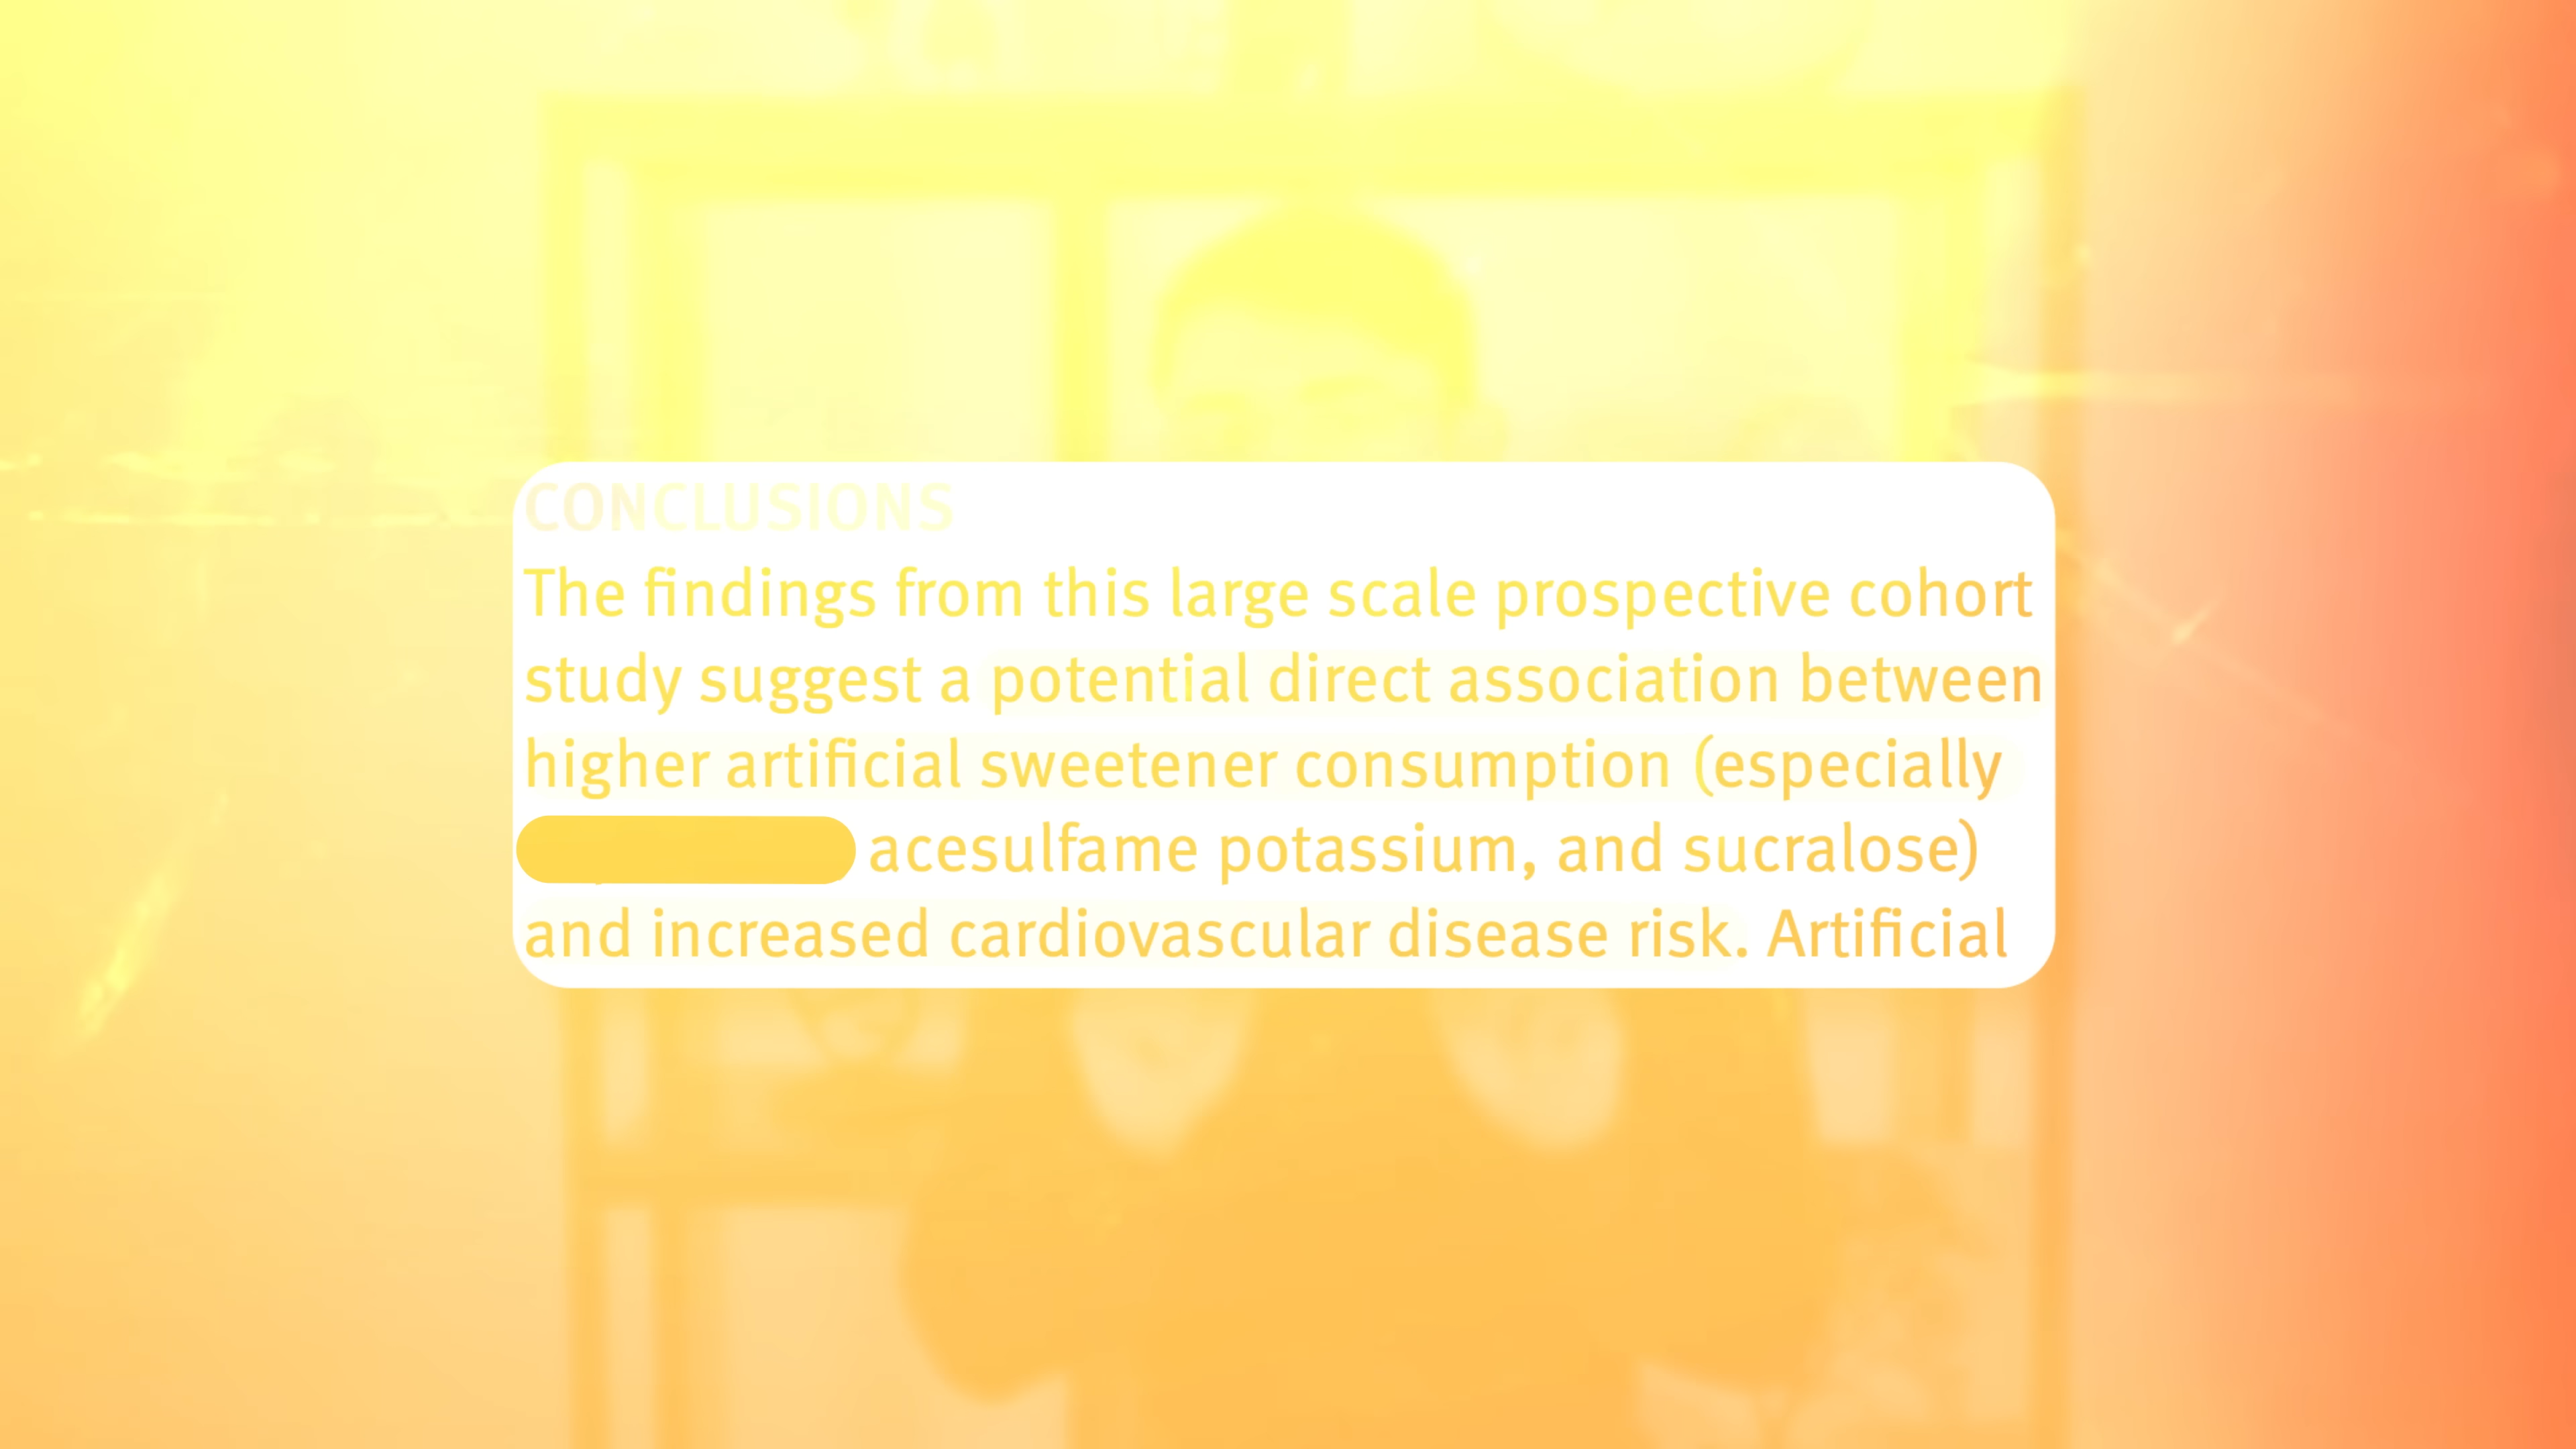 CONCLUSIONS
The findings from this large scale prospective cohort
study suggest a potential direct association between
higher artificial sweetener consumption (especially
acesulfame potassium, and sucralose)
and increased cardiovascular disease risk. Artificial